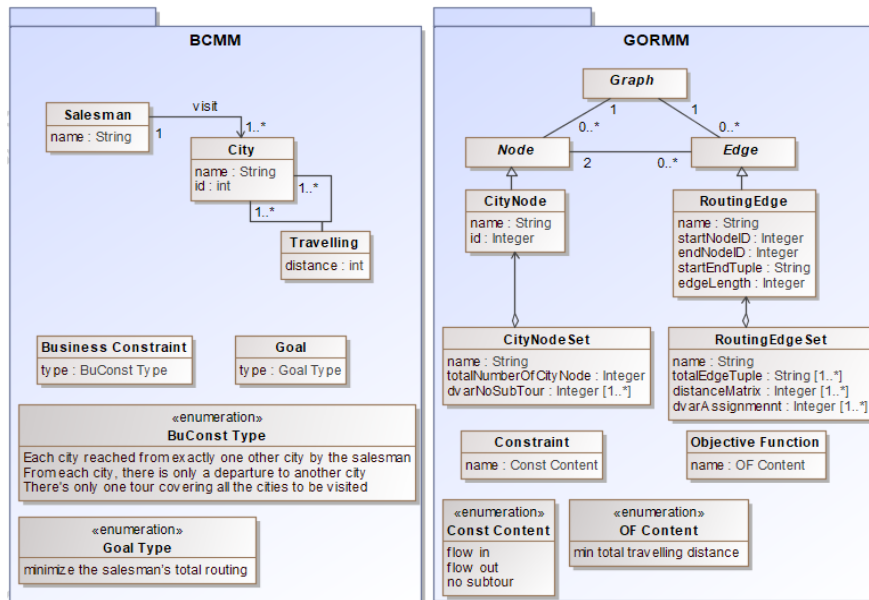 BCMM
Salesman
name : String
visit
1
1..*
City
name : String
id : int
1..*
1..*
Travelling
distance : int
Business Constraint
type : BuConst Type
Goal
type : Goal Type
«enumeration»
BuConst Type
Each city reached from exactly one other city by the salesman
From each city, there is only a departure to another city
There's only one tour covering all the cities to be visited
«enumeration»
Goal Type
minimize the salesman's total routing
GORMM
Graph
1
1
0..*
0..*
Node
2
0..*
Edge
CityNode
name : String
id : Integer
RoutingEdge
name : String
startNodeID : Integer
endNodeID : Integer
startEndTuple : String
edgeLength : Integer
CityNodeSet
name : String
totalNumberOfCityNode : Integer
dvarNoSubTour : Integer [1..*]
RoutingEdgeSet
name : String
totalEdgeTuple : String [1..*]
distanceMatrix : Integer [1..*]
dvarAssignmennt : Integer [1..*]
Constraint
name : Const Content
Objective Function
name : OF Content
«enumeration»
Const Content
flow in
flow out
no subtour
«enumeration»
OF Content
min total travelling distance